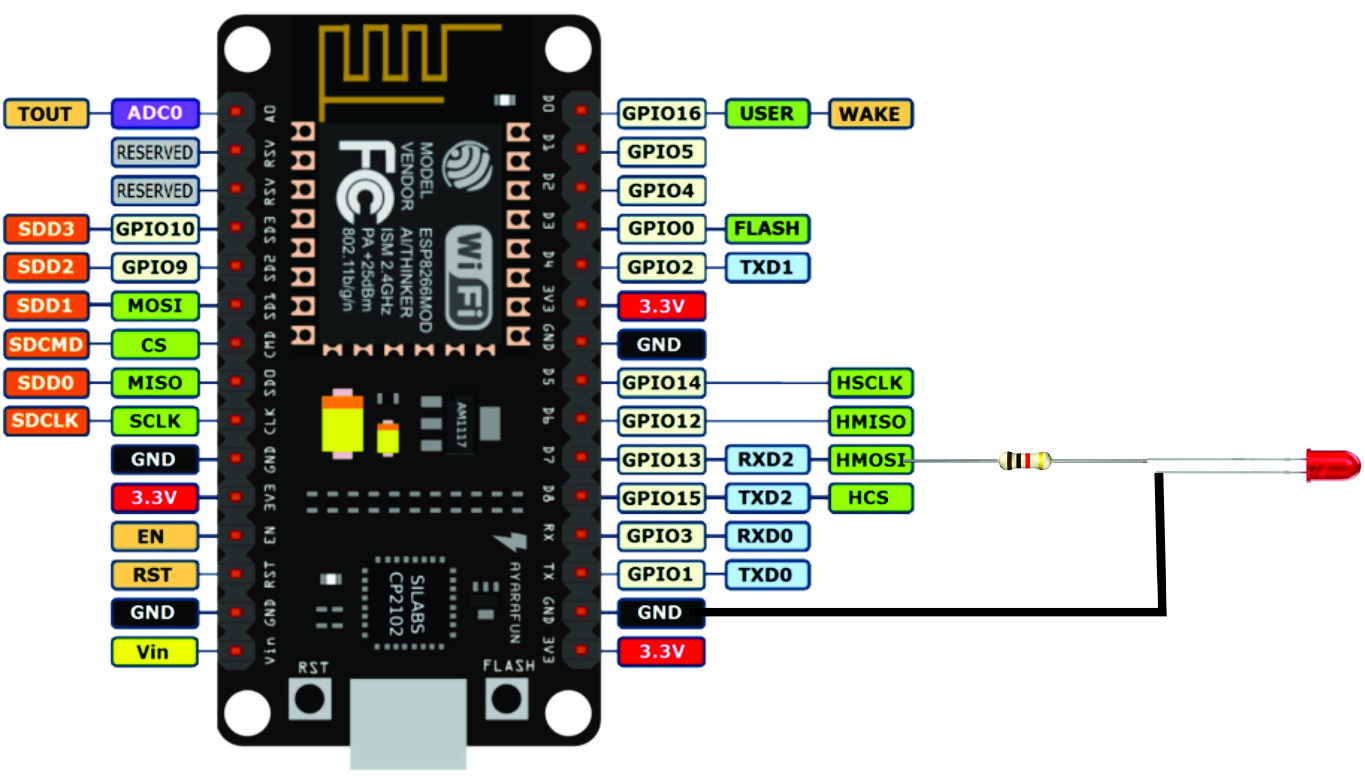 TOUT ADC0 A0 D0 GPIO16 USER WAKE
RESERVED RSV D1 GPIO5
RESERVED RSV D2 GPIO4
SDD3 GPIO10 SD3 D3 GPIO0 FLASH
SDD2 GPIO9 SD2 D4 GPIO2 TXD1
SDD1 MOSI SD1 3V3 3.3V
SDCMD CS CMD GND GND
SDD0 MISO SD0 D5 GPIO14 HSCLK
SDCLK SCLK CLK D6 GPIO12 HMISO
GND GND D7 GPIO13 RXD2 HMOSI
3.3V 3V3 D8 GPIO15 TXD2 HCS
EN EN RX GPIO3 RXD0
RST RST TX GPIO1 TXD0
GND GND GND GND
Vin Vin 3V3 3.3V
MODEL ESP8266MOD
VENDOR AI/THINKER
ISM 2.4GHz
PA +25dBm
802.11b/g/n
FC
WiFi
AM1117
SILABS
CP2102
AYARAFUN
RST FLASH